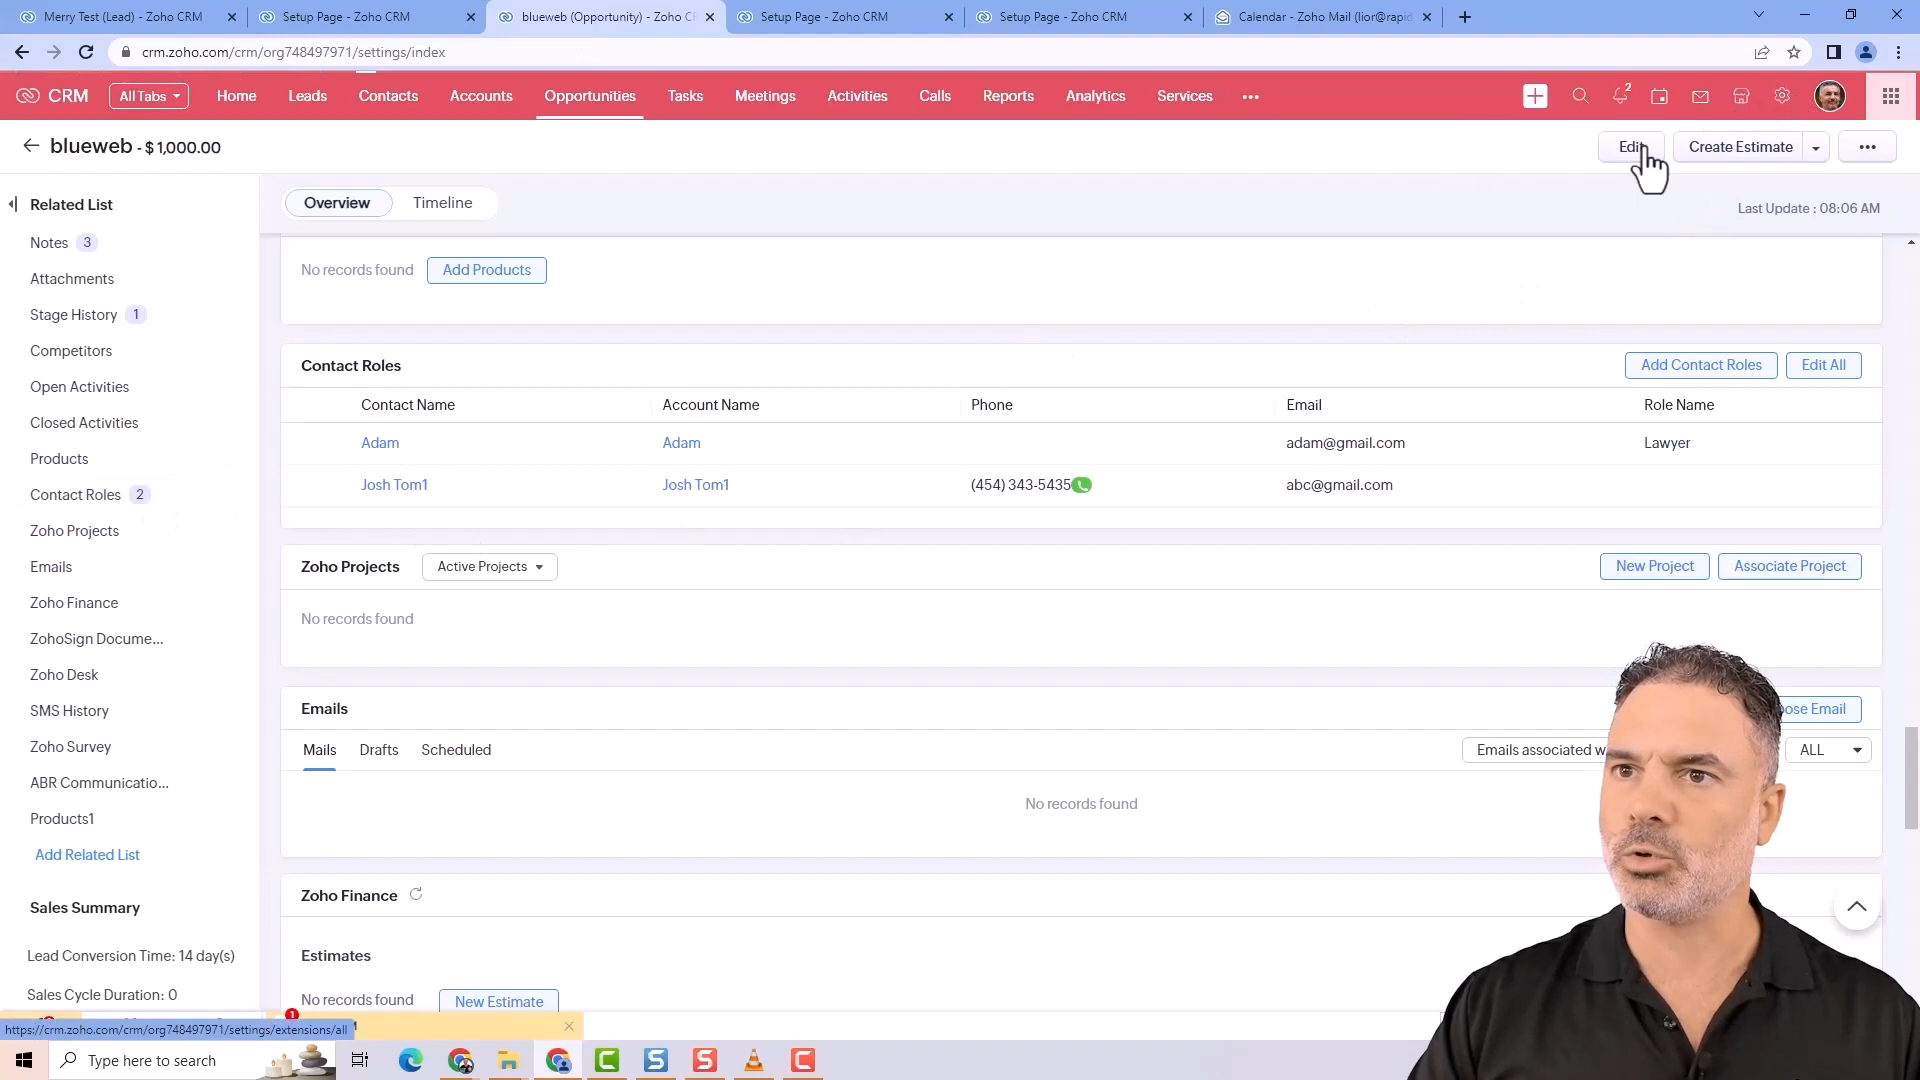 Merry Test (Lead) - Zoho CRM
Setup Page - Zoho CRM
blueweb (Opportunity) - Zoho CR
Setup Page - Zoho CRM
Setup Page - Zoho CRM
Calendar - Zoho Mail (lior@rapid
crm.zoho.com/crm/org748497971/settings/index
CRM
All Tabs
Home
Leads
Contacts
Accounts
Opportunities
Tasks
Meetings
Activities
Calls
Reports
Analytics
Services
2
blueweb - $ 1,000.00
Edit
Create Estimate
Related List
Overview
Timeline
Last Update : 08:06 AM
Notes 3
Attachments
Stage History 1
Competitors
Open Activities
Closed Activities
Products
Contact Roles 2
Zoho Projects
Emails
Zoho Finance
ZohoSign Docume...
Zoho Desk
SMS History
Zoho Survey
ABR Communicatio...
Products1
Add Related List
Sales Summary
Lead Conversion Time: 14 day(s)
Sales Cycle Duration: 0
No records found
Add Products
Contact Roles
Add Contact Roles
Edit All
Contact Name Account Name Phone Email Role Name
Adam Adam adam@gmail.com Lawyer
Josh Tom1 Josh Tom1 (454) 343-5435 abc@gmail.com
Zoho Projects
Active Projects
New Project
Associate Project
No records found
Emails
ose Email
Mails
Drafts
Scheduled
Emails associated w
ALL
No records found
Zoho Finance
Estimates
No records found
New Estimate
1
https://crm.zoho.com/crm/org748497971/settings/extensions/all
Type here to search